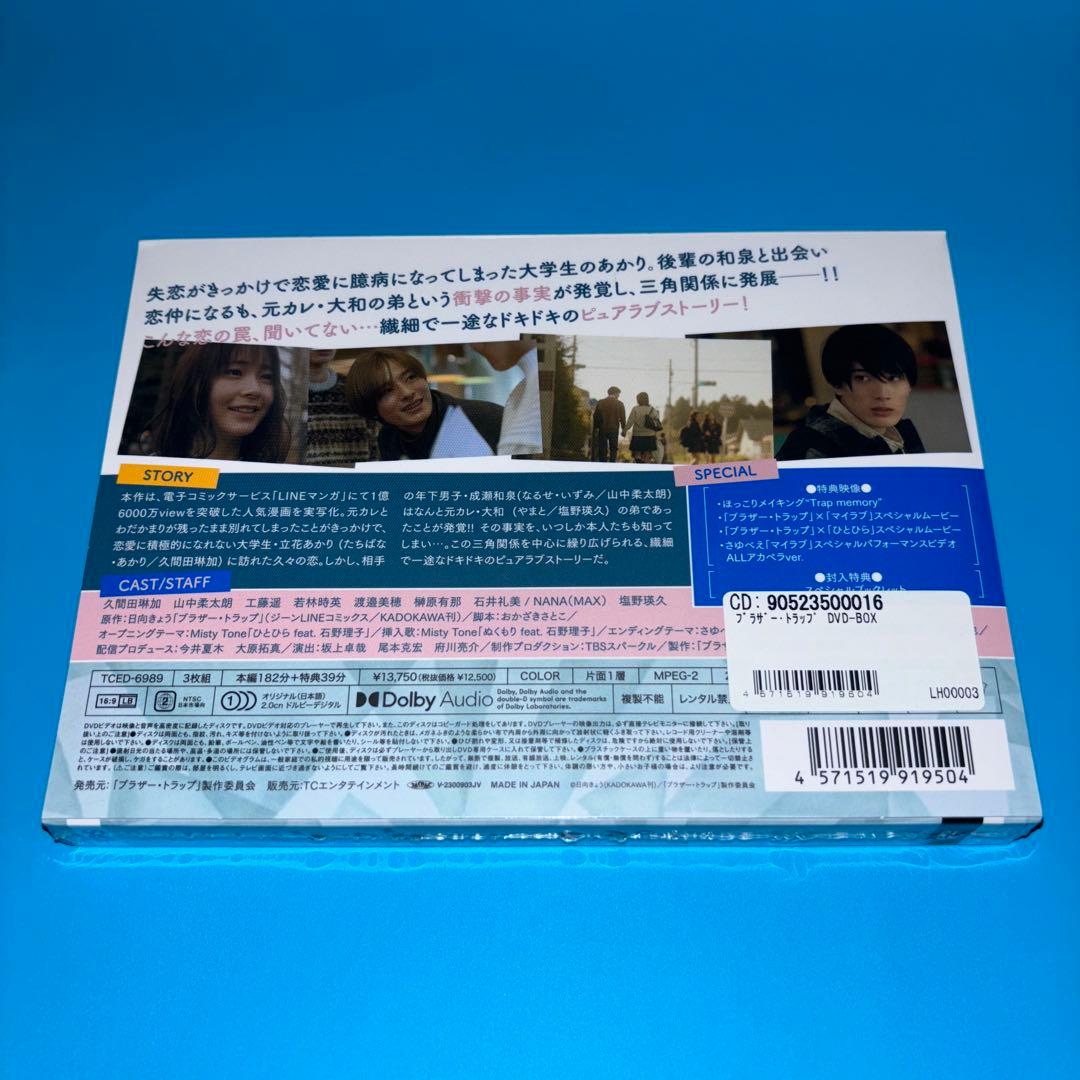 失恋がきっかけで恋愛に臆病になってしまった大学生のあかり。後輩の和泉と出会い
恋仲になるも、元カレ・大和の弟という衝撃の事実が発覚し、三角関係に発展――!!
こんな恋の罠、聞いてない…繊細で一途なドキドキのピュアラブストーリー!
STORY
本作は、電子コミックサービス「LINEマンガ」にて1億
6000万viewを突破した人気漫画を実写化。元カレと
わだかまりが残ったまま別れてしまったことがきっかけで、
恋愛に積極的になれない大学生・立花あかり(たちばな
・あかり/久間田琳加)に訪れた久々の恋。しかし、相手
の年下男子・成瀬和泉(なるせ・いずみ/山中柔太朗)
はなんと元カレ・大和(やまと/塩野瑛久)の弟であっ
たことが発覚!! その事実を、いつしか本人たちも知って
しまい…。この三角関係を中心に繰り広げられる、繊細
で一途なドキドキのピュアラブストーリーだ。
SPECIAL
●特典映像●
・ほっこりメイキング“Trap memory”
・「ブラザー・トラップ」×「マイラブ」スペシャルムービー
・「ブラザー・トラップ」×「ひとひら」スペシャルムービー
・さゆべえ「マイラブ」スペシャルパフォーマンスビデオ
ALLアカペラver.
●封入特典●
スペシャルブックレット
CAST/STAFF
久間田琳加 山中柔太朗 工藤遥 若林時英 渡邉美穂 榊原有那 石井礼美/NANA(MAX) 塩野瑛久
原作:日向きょう「ブラザー・トラップ」(ジーンLINEコミックス/KADOKAWA刊)/脚本:おかざきさとこ/
オープニングテーマ:Misty Tone「ひとひら feat. 石野理子」/挿入歌:Misty Tone「ぬくもり feat. 石野理子」/エンディングテーマ:さゆべ
配信プロデュース:今井夏木 大原拓真/演出:坂上卓哉 尾本克宏 府川亮介/制作プロダクション:TBSスパークル/製作:「ブラザ
CD: 90523500016
ブラザー・トラップ DVD-BOX
4571519919504
LH00003
TCED-6989 3枚組 本編182分+特典39分 ¥13,750(税抜価格 ¥12,500) COLOR 片面1層 MPEG-2
16:9 LB 2 NTSC 日本市場向 1 オリジナル(日本語) 2.0cn ドルビーデジタル Dolby Audio Dolby, Dolby Audio and the double-D symbol are trademarks of Dolby Laboratories. 複製不能 レンタル禁
4 571519 919504
発売元:「ブラザー・トラップ」製作委員会 販売元:TCエンタテインメント V-2300903JV MADE IN JAPAN ©日向きょう(KADOKAWA刊)/「ブラザー・トラップ」製作委員会